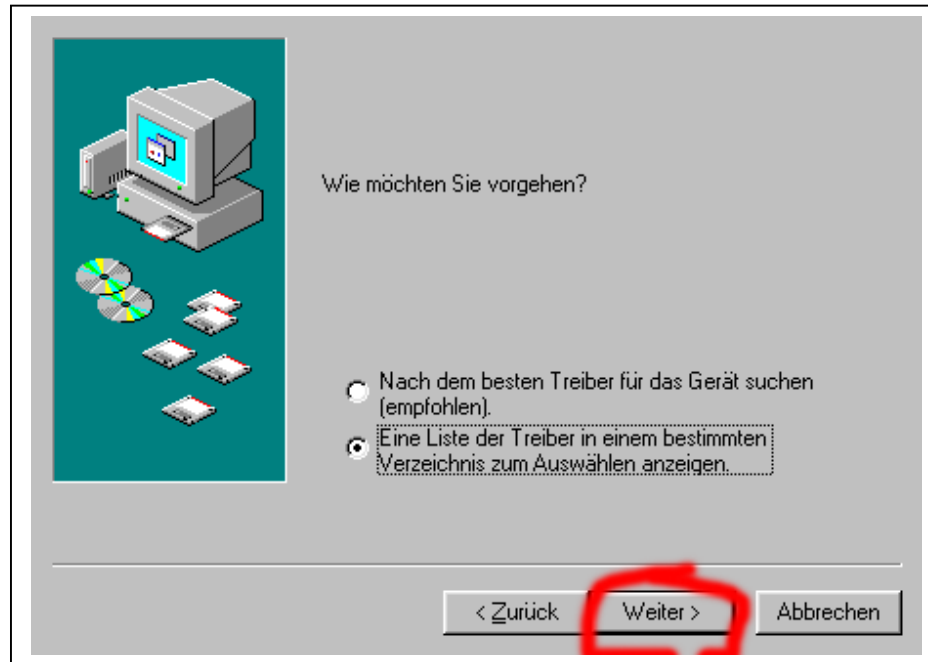 Wie möchten Sie vorgehen?
Nach dem besten Treiber für das Gerät suchen
(empfohlen).
Eine Liste der Treiber in einem bestimmten
Verzeichnis zum Auswählen anzeigen.
< Zurück
Weiter >
Abbrechen